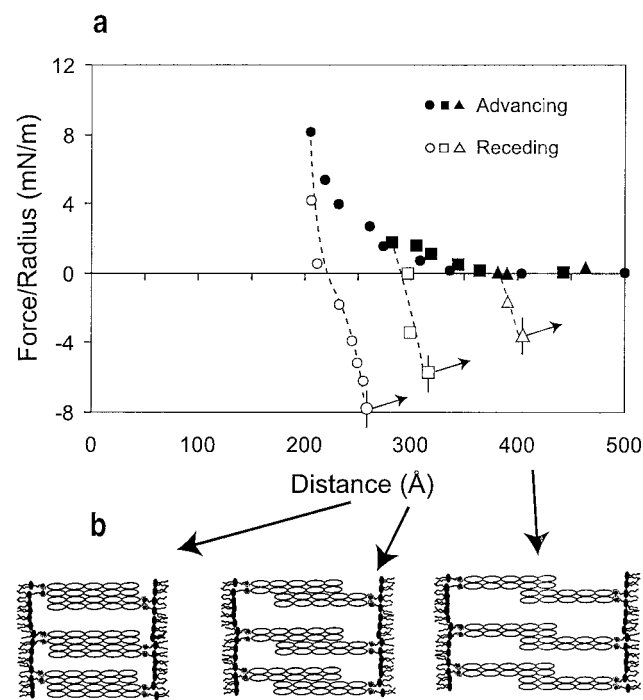 a
Force/Radius (mN/m)
12
8
4
0
-4
-8
Advancing
Receding
0 100 200 300 400 500
Distance (Å)
b